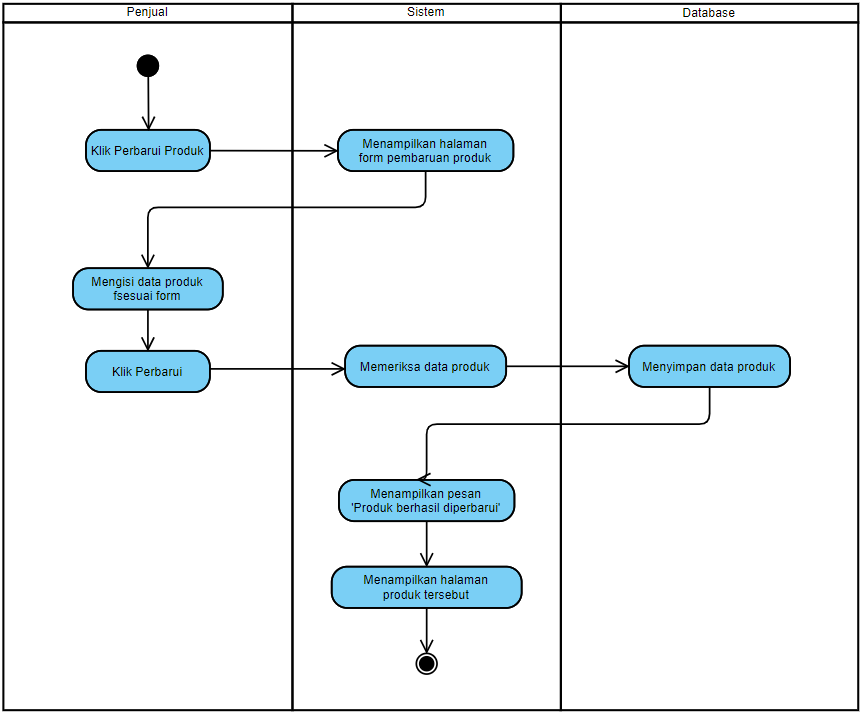 Penjual
Sistem
Database
Klik Perbarui Produk
Menampilkan halaman
form pembaruan produk
Mengisi data produk
fsesuai form
Klik Perbarui
Memeriksa data produk
Menyimpan data produk
Menampilkan pesan
'Produk berhasil diperbarui'
Menampilkan halaman
produk tersebut